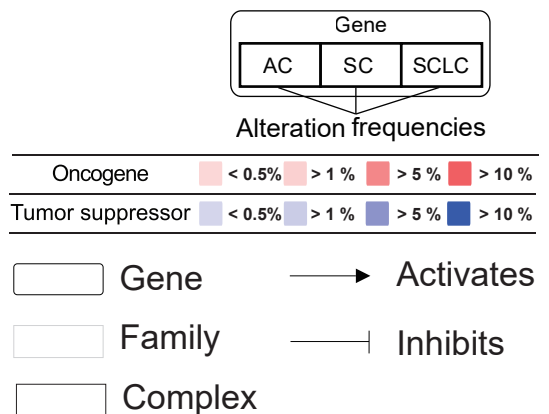 Gene
AC SC SCLC
Alteration frequencies
Oncogene < 0.5% > 1 % > 5 % > 10 %
Tumor suppressor < 0.5% > 1 % > 5 % > 10 %
Gene Activates
Family Inhibits
Complex